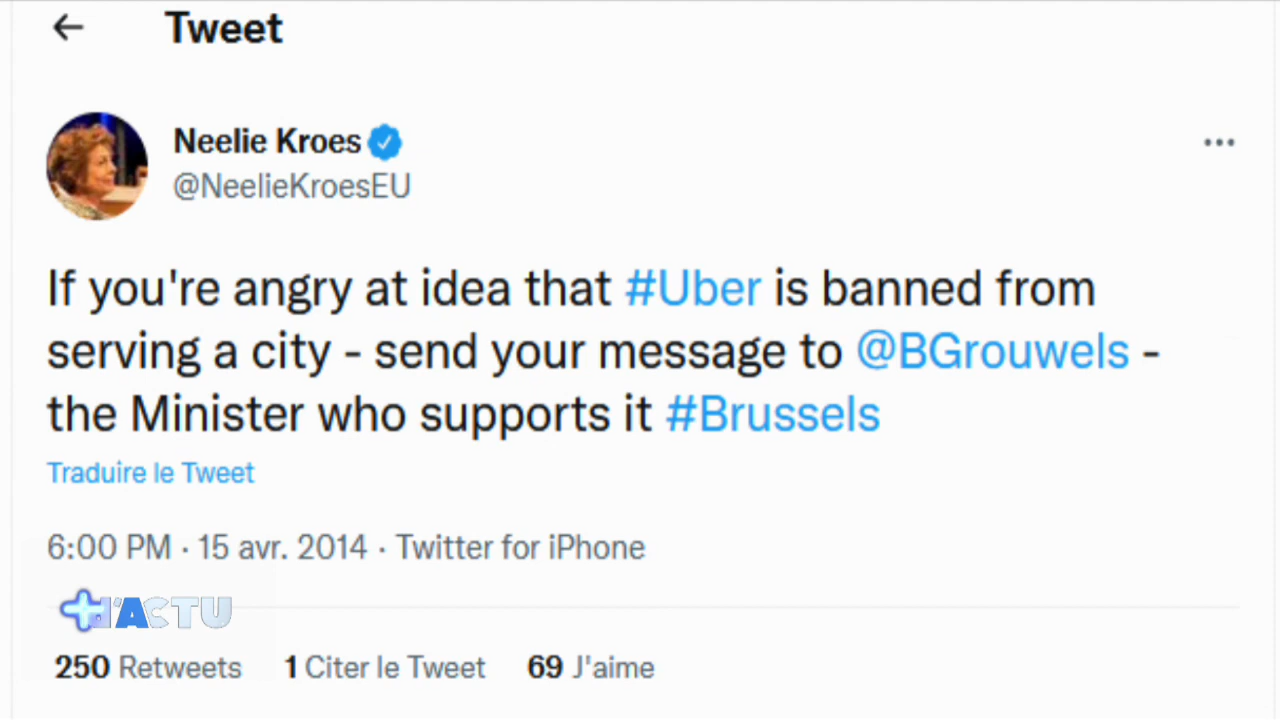 ← Tweet
Neelie Kroes
@NeelieKroesEU
If you're angry at idea that #Uber is banned from
serving a city - send your message to @BGrouwels -
the Minister who supports it #Brussels
Traduire le Tweet
6:00 PM · 15 avr. 2014 · Twitter for iPhone
+d'ACTU
250 Retweets 1 Citer le Tweet 69 J'aime